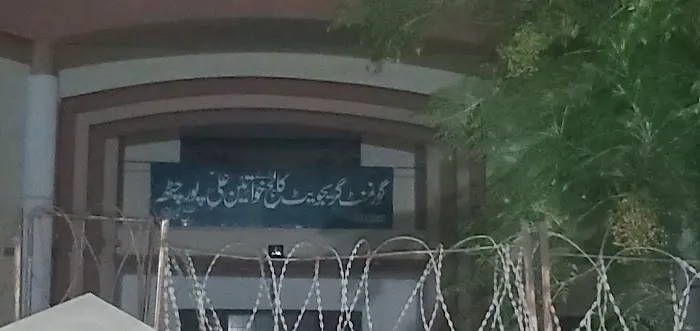 گورنمنٹ گریجویٹ کالج خواتین علی پور چٹھہ